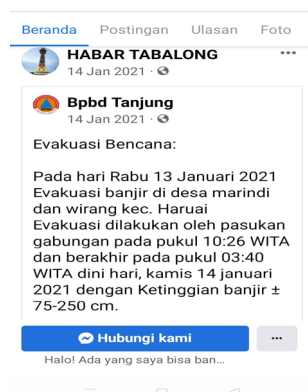 Beranda Postingan Ulasan Foto
HABAR TABALONG
14 Jan 2021 ·
Bpbd Tanjung
14 Jan 2021 ·
Evakuasi Bencana:
Pada hari Rabu 13 Januari 2021
Evakuasi banjir di desa marindi
dan wirang kec. Haruai
Evakuasi dilakukan oleh pasukan
gabungan pada pukul 10:26 WITA
dan berakhir pada pukul 03:40
WITA dini hari, kamis 14 januari
2021 dengan Ketinggian banjir ±
75-250 cm.
Hubungi kami
Halo! Ada yang saya bisa ban...